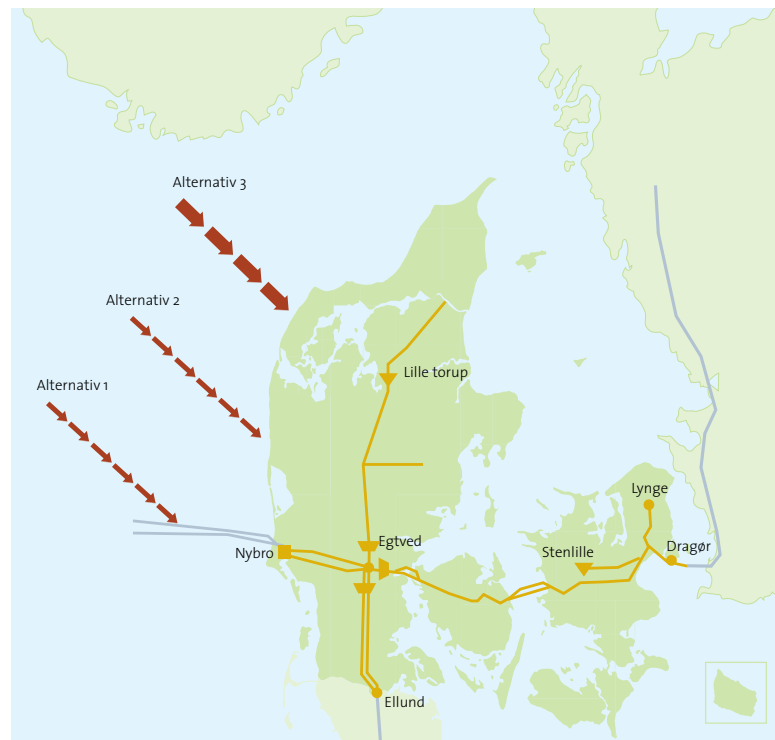 Alternativ 3
Alternativ 2
Alternativ 1
Lille torup
Lynge
Egtved
Nybro
Stenlille
Dragør
Ellund